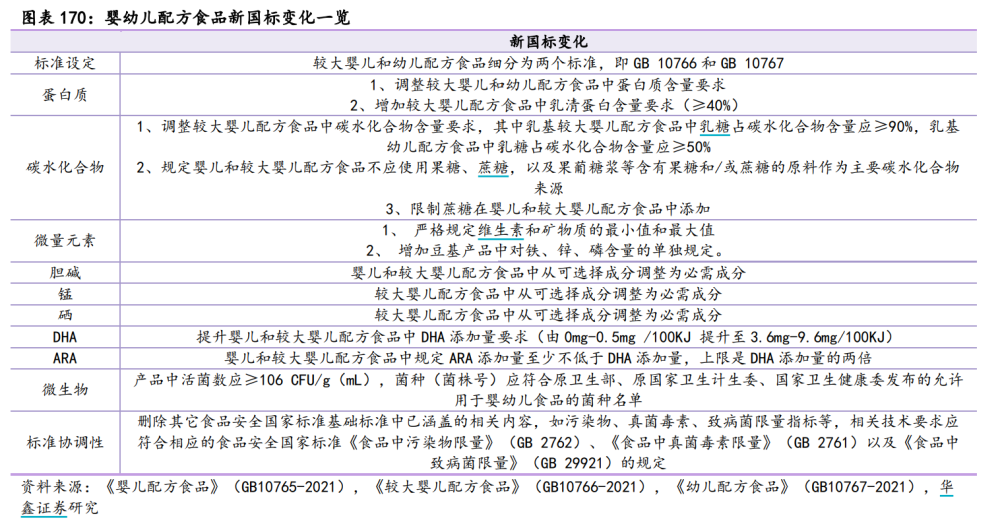 图表 170：婴幼儿配方食品新国标变化一览
新国标变化
标准设定
较大婴儿和幼儿配方食品细分为两个标准，即 GB 10766 和 GB 10767
蛋白质
1、调整较大婴儿和幼儿配方食品中蛋白质含量要求
2、增加较大婴儿配方食品中乳清蛋白含量要求（≥40%）
碳水化合物
1、调整较大婴儿配方食品中碳水化合物含量要求，其中乳基较大婴儿配方食品中乳糖占碳水化合物含量应≥90%，乳基
幼儿配方食品中乳糖占碳水化合物含量应≥50%
2、规定婴儿和较大婴儿配方食品不应使用果糖、蔗糖，以及果葡糖浆等含有果糖和/或蔗糖的原料作为主要碳水化合物
来源
3、限制蔗糖在婴儿和较大婴儿配方食品中添加
微量元素
1、 严格规定维生素和矿物质的最小值和最大值
2、 增加豆基产品中对铁、锌、磷含量的单独规定。
胆碱
婴儿和较大婴儿配方食品中从可选择成分调整为必需成分
锰
较大婴儿配方食品中从可选择成分调整为必需成分
硒
较大婴儿配方食品中从可选择成分调整为必需成分
DHA
提升婴儿和较大婴儿配方食品中 DHA 添加量要求（由 0mg-0.5mg /100KJ 提升至 3.6mg-9.6mg/100KJ）
ARA
婴儿和较大婴儿配方食品中规定 ARA 添加量至少不低于 DHA 添加量，上限是 DHA 添加量的两倍
微生物
产品中活菌数应≥106 CFU/g（mL），菌种（菌株号）应符合原卫生部、原国家卫生计生委、国家卫生健康委发布的允许
用于婴幼儿食品的菌种名单
标准协调性
删除其它食品安全国家标准基础标准中已涵盖的相关内容，如污染物、真菌毒素、致病菌限量指标等，相关技术要求应
符合相应的食品安全国家标准《食品中污染物限量》（GB 2762）、《食品中真菌毒素限量》（GB 2761）以及《食品中
致病菌限量》（GB 29921）的规定
资料来源：《婴儿配方食品》（GB10765-2021），《较大婴儿配方食品》（GB10766-2021），《幼儿配方食品》（GB10767-2021），华
鑫证券研究